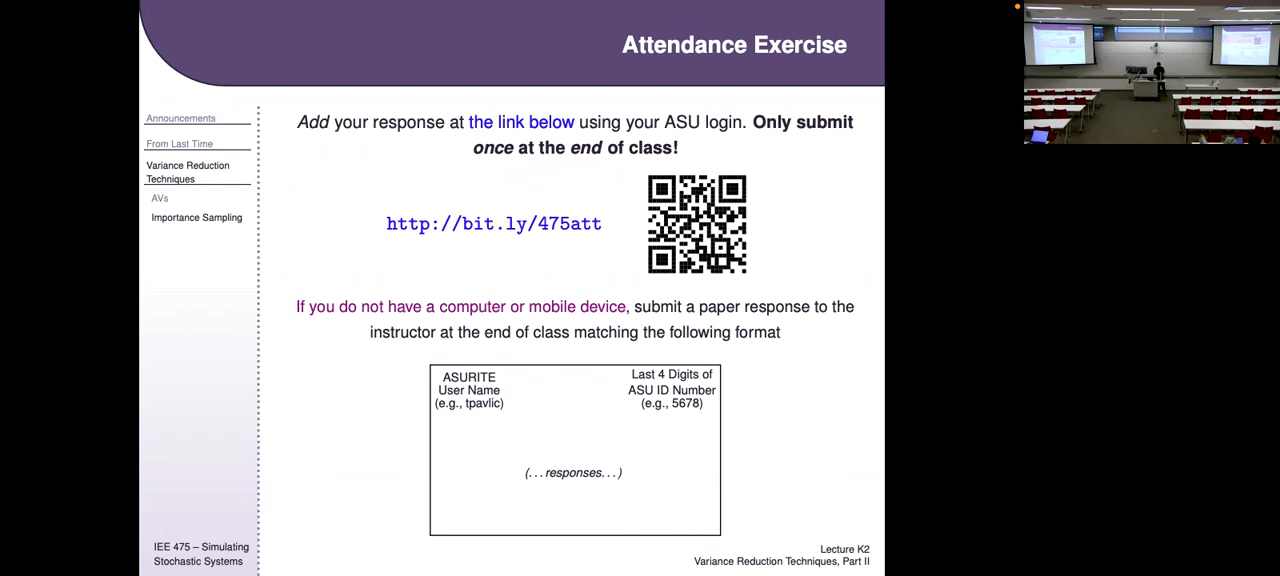 Attendance Exercise
Announcements
From Last Time
Variance Reduction
Techniques
AVs
Importance Sampling
Add your response at the link below using your ASU login. Only submit
once at the end of class!
http://bit.ly/475att
If you do not have a computer or mobile device, submit a paper response to the
instructor at the end of class matching the following format
ASURITE
User Name
(e.g., tpavlic)
Last 4 Digits of
ASU ID Number
(e.g., 5678)
(...responses...)
IEE 475 – Simulating
Stochastic Systems
Lecture K2
Variance Reduction Techniques, Part II